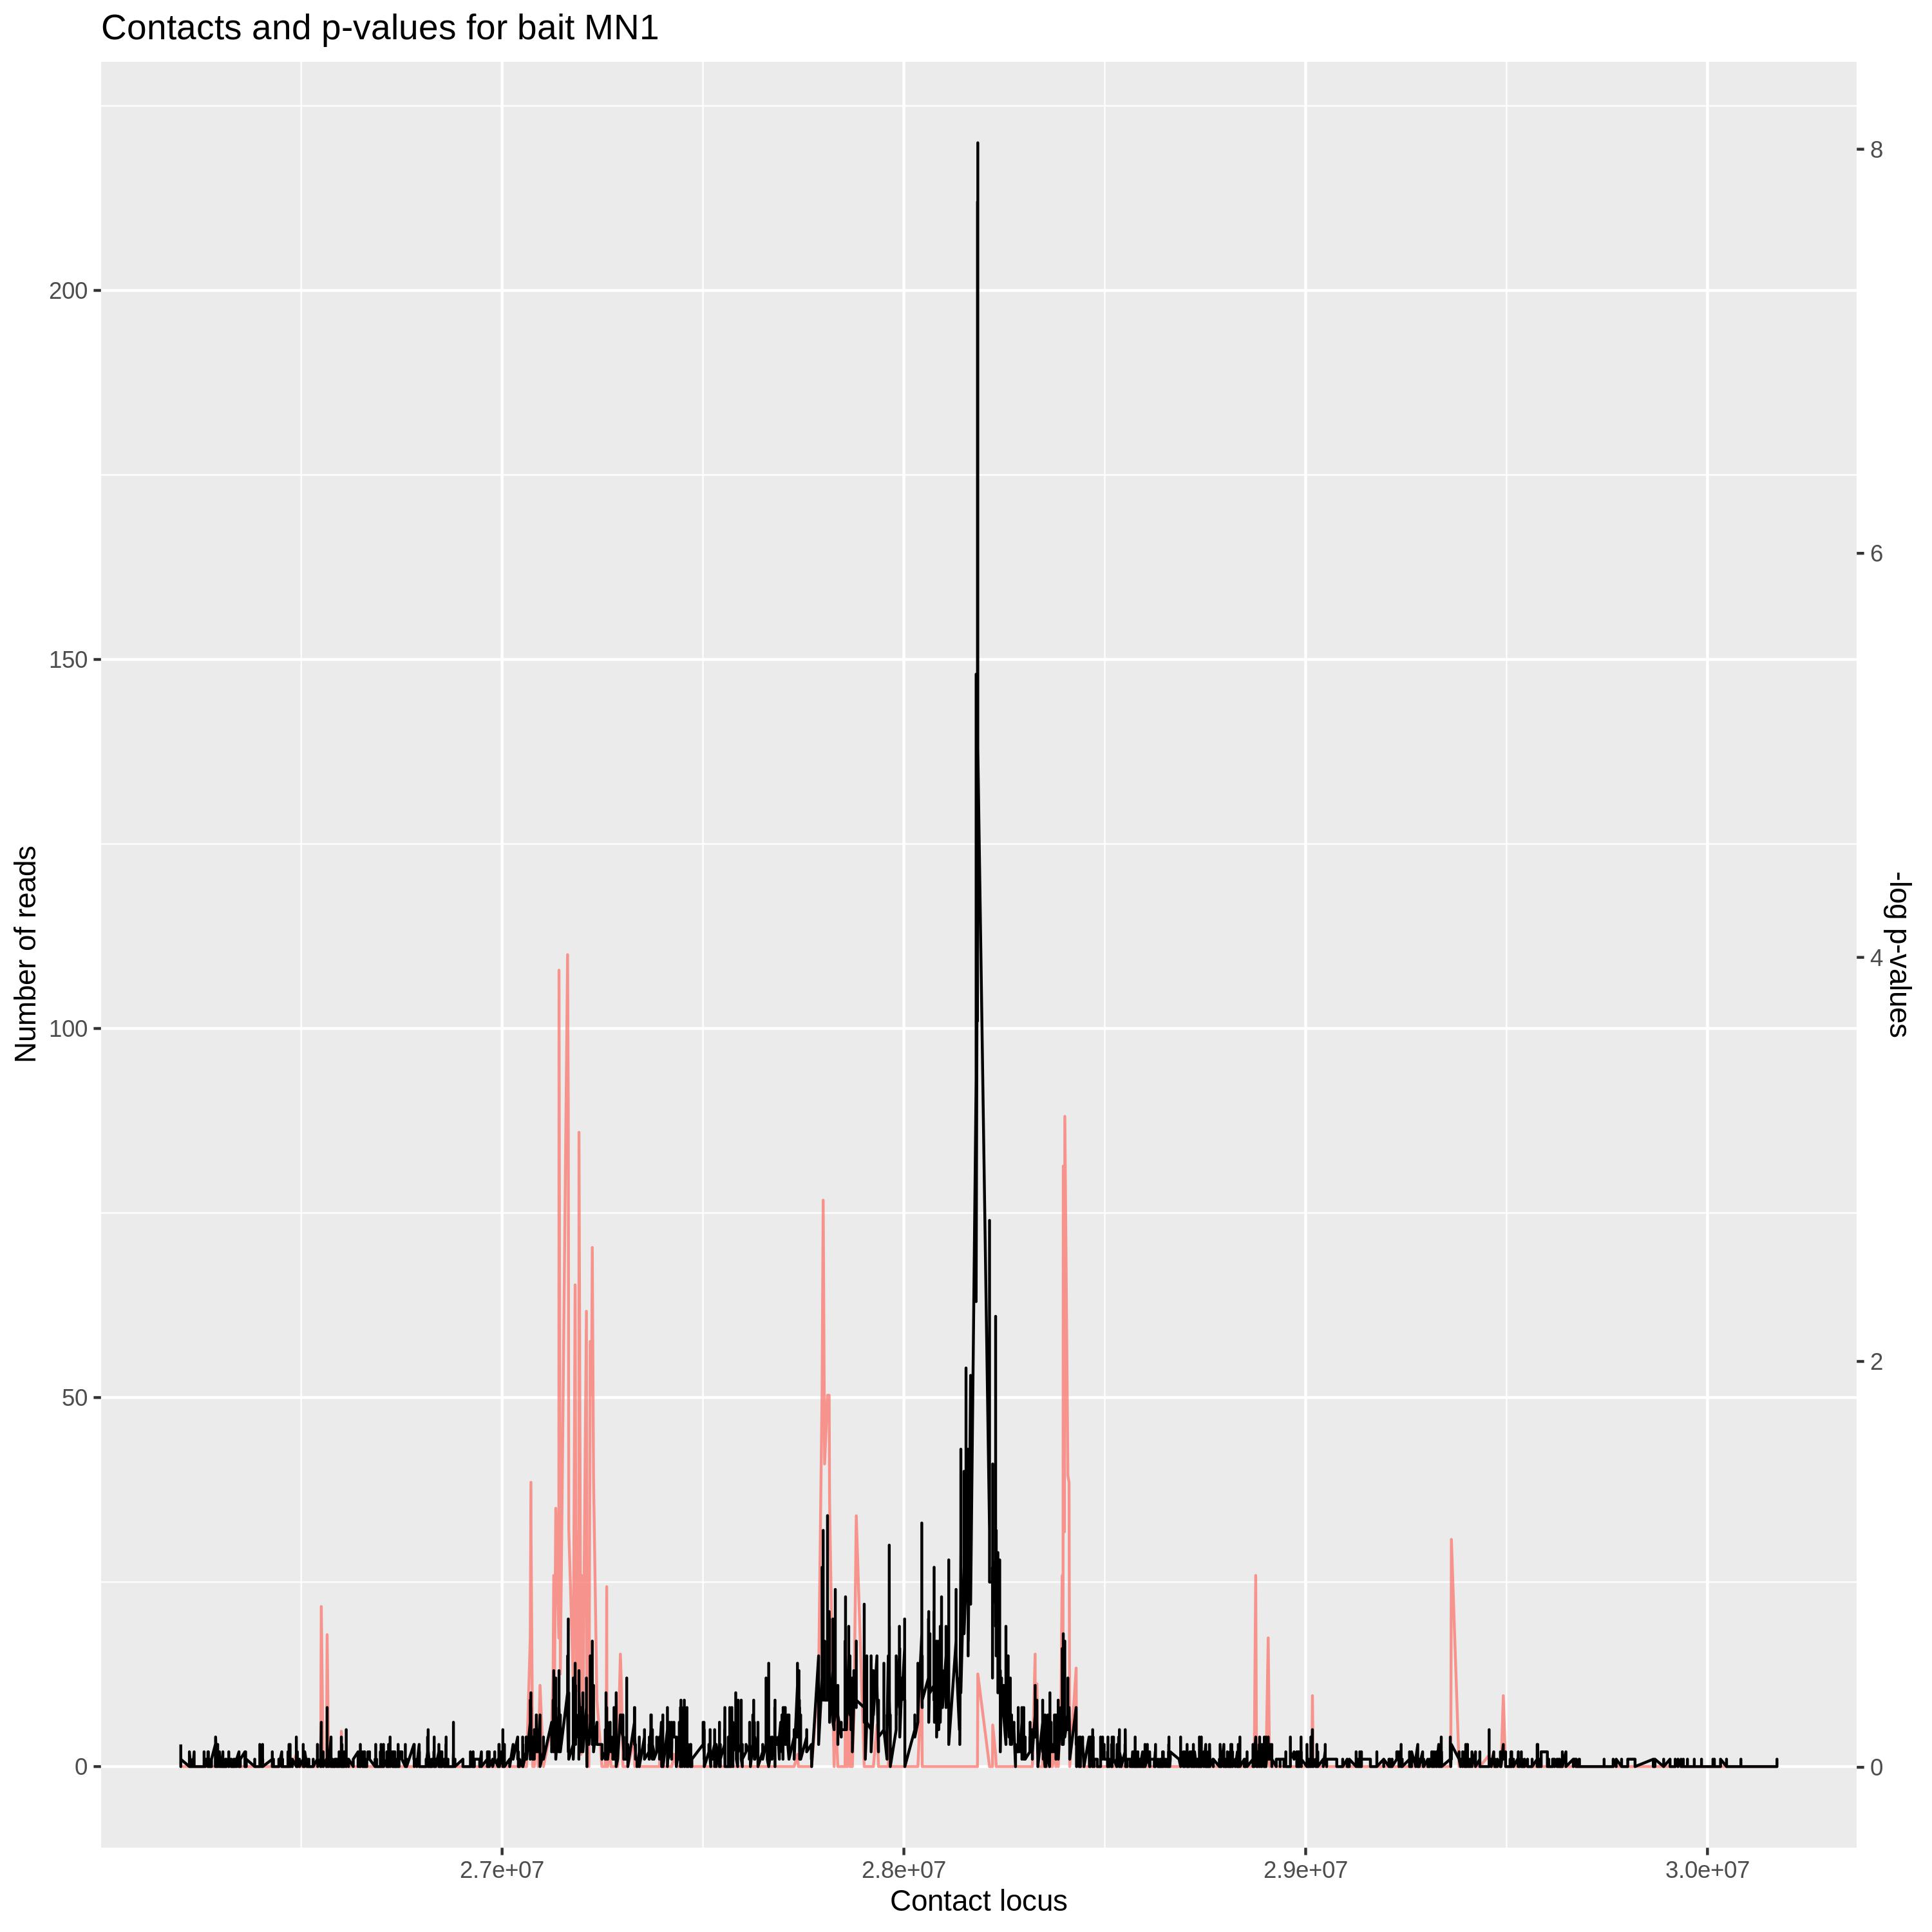 Contacts and p-values for bait MN1
Number of reads
200
150
100
50
0
8
6
4
2
0
-log p-values
2.7e+07
2.8e+07
2.9e+07
3.0e+07
Contact locus